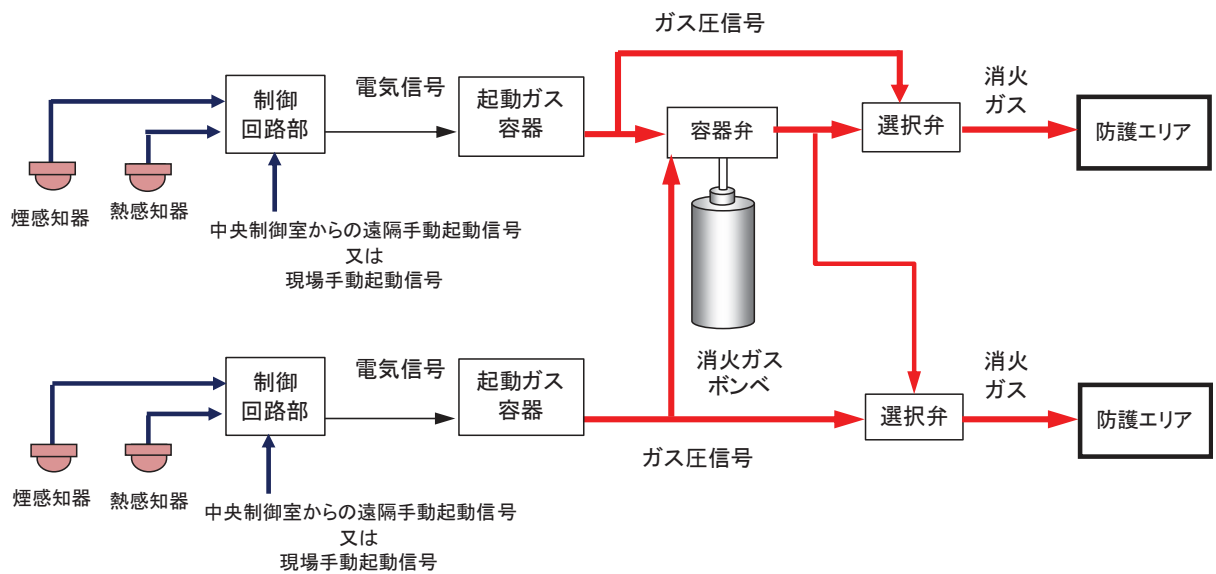 ガス圧信号
電気信号
消火
ガス
制御
回路部
起動ガス
容器
容器弁
選択弁
防護エリア
煙感知器
熱感知器
中央制御室からの遠隔手動起動信号
又は
現場手動起動信号
消火ガス
ボンベ
電気信号
消火
ガス
制御
回路部
起動ガス
容器
選択弁
防護エリア
ガス圧信号
煙感知器
熱感知器
中央制御室からの遠隔手動起動信号
又は
現場手動起動信号